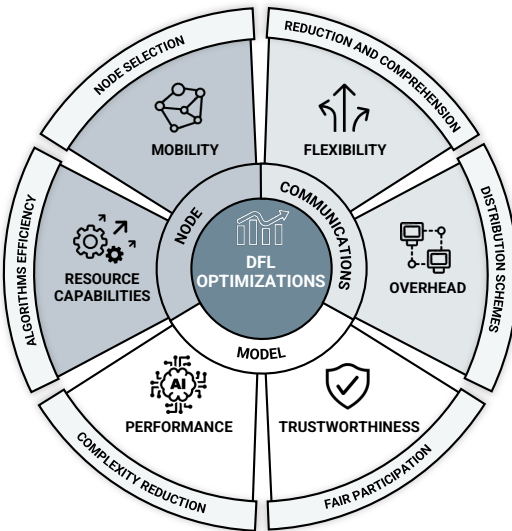 NODE SELECTION
REDUCTION AND COMPREHENSION
MOBILITY
FLEXIBILITY
ALGORITHMS EFFICIENCY
DISTRIBUTION SCHEMES
NODE
COMMUNICATIONS
DFL
OPTIMIZATIONS
RESOURCE
CAPABILITIES
OVERHEAD
MODEL
AI
PERFORMANCE
TRUSTWORTHINESS
COMPLEXITY REDUCTION
FAIR PARTICIPATION